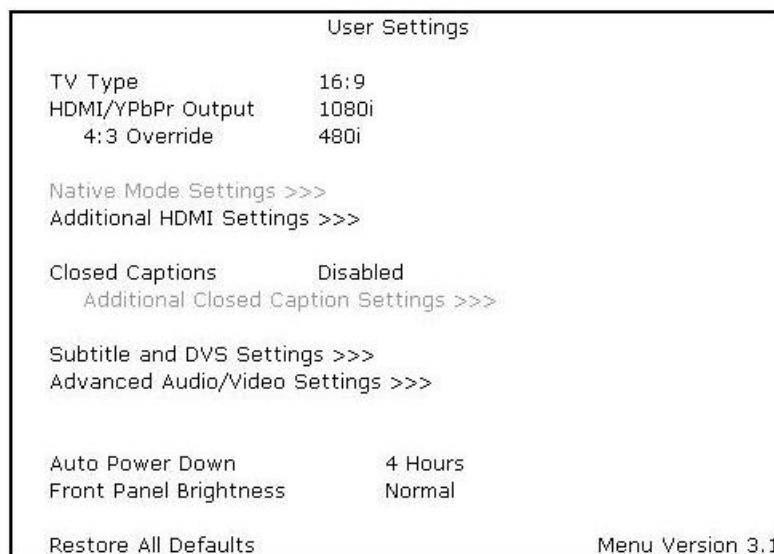 User Settings
TV Type 16:9
HDMI/YPbPr Output 1080i
4:3 Override 480i
Native Mode Settings >>>
Additional HDMI Settings >>>
Closed Captions Disabled
Additional Closed Caption Settings >>>
Subtitle and DVS Settings >>>
Advanced Audio/Video Settings >>>
Auto Power Down 4 Hours
Front Panel Brightness Normal
Restore All Defaults Menu Version 3.1